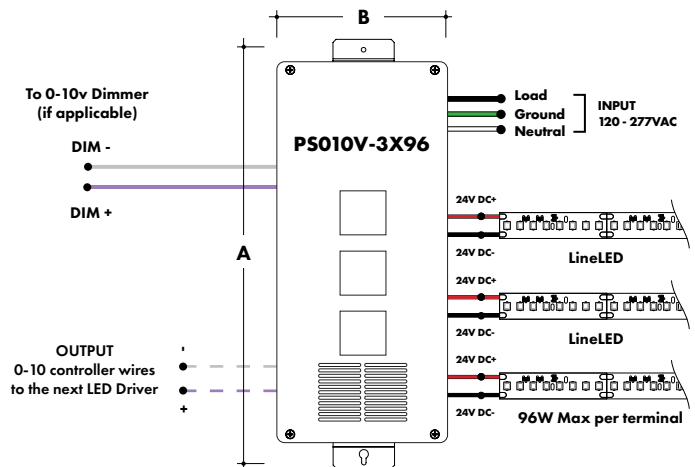 B
To 0-10v Dimmer
(if applicable)
DIM -
DIM +
A
PS010V-3X96
Load
Ground
Neutral
INPUT
120 - 277VAC
24V DC+
24V DC-
LineLED
24V DC+
24V DC-
LineLED
24V DC+
24V DC-
96W Max per terminal
OUTPUT
0-10 controller wires
to the next LED Driver
-
+